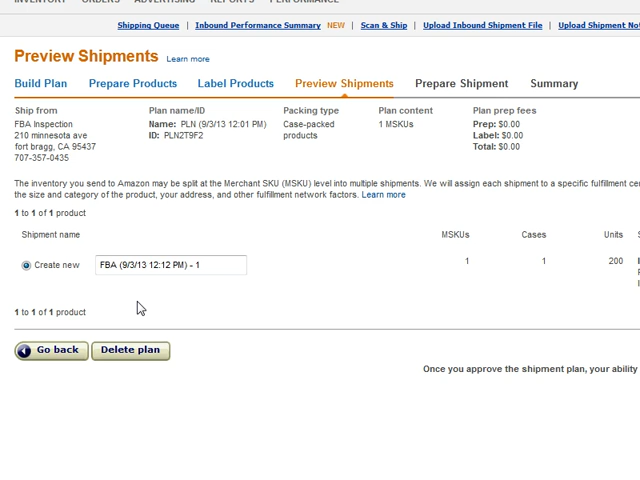 INVENTORY ORDERS ADVERTISING REPORTS PERFORMANCE
Shipping Queue | Inbound Performance Summary NEW | Scan & Ship | Upload Inbound Shipment File | Upload Shipment Not
Preview Shipments Learn more
Build Plan Prepare Products Label Products Preview Shipments Prepare Shipment Summary
Ship from Plan name/ID Packing type Plan content Plan prep fees
FBA Inspection Name: PLN (9/3/13 12:01 PM) Case-packed 1 MSKUs Prep: $0.00
210 minnesota ave ID: PLN2T9F2 products Label: $0.00
fort bragg, CA 95437 Total: $0.00
707-357-0435
The inventory you send to Amazon may be split at the Merchant SKU (MSKU) level into multiple shipments. We will assign each shipment to a specific fulfillment cen
the size and category of the product, your address, and other fulfillment network factors. Learn more
1 to 1 of 1 product
Shipment name MSKUs Cases Units S
Create new FBA (9/3/13 12:12 PM) - 1 1 1 200
1 to 1 of 1 product
Go back Delete plan
Once you approve the shipment plan, your ability